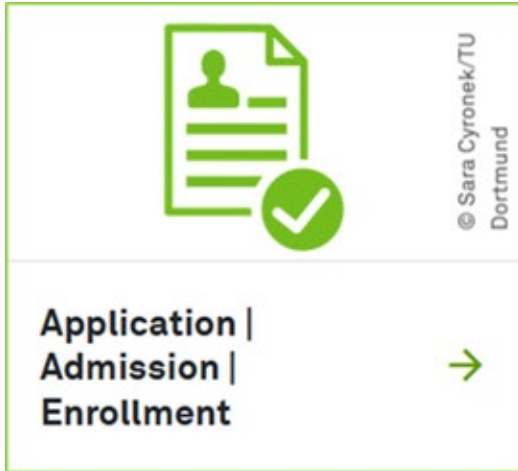 © Sara Cyronek/TU
Dortmund
Application |
Admission |
Enrollment